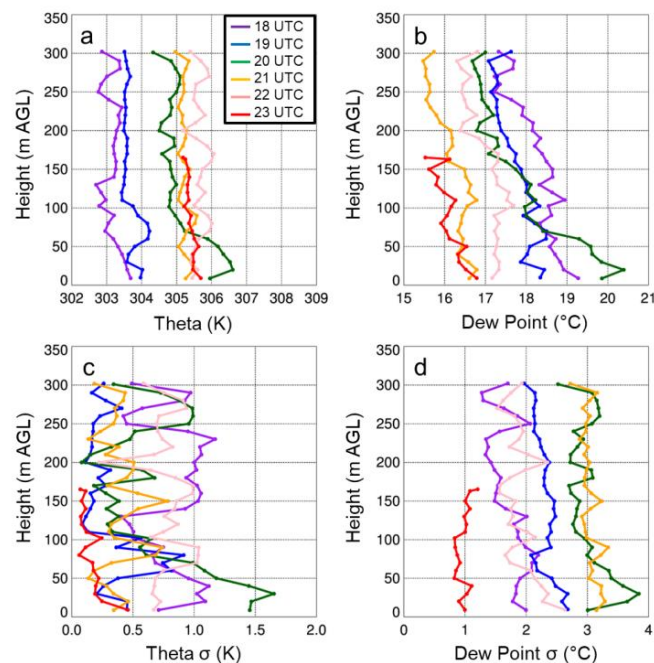 a
18 UTC
19 UTC
20 UTC
21 UTC
22 UTC
23 UTC
350
300
250
200
150
100
50
0
Height (m AGL)
302 303 304 305 306 307 308 309
Theta (K)
b
350
300
250
200
150
100
50
0
Height (m AGL)
15 16 17 18 19 20 21
Dew Point (°C)
c
350
300
250
200
150
100
50
0
Height (m AGL)
0.0 0.5 1.0 1.5 2.0
Theta σ (K)
d
350
300
250
200
150
100
50
0
Height (m AGL)
0 1 2 3 4
Dew Point σ (°C)